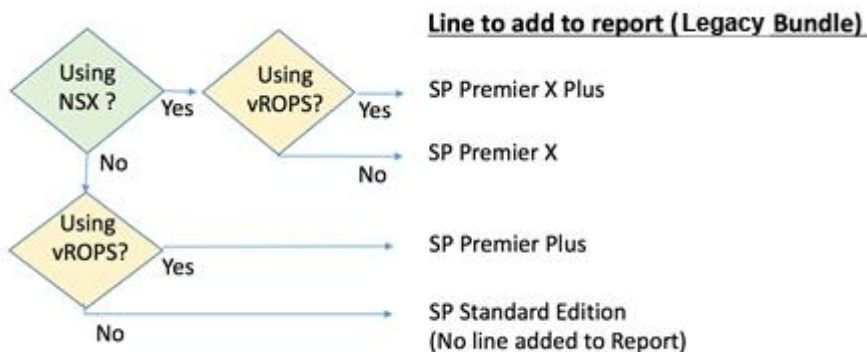 Line to add to report (Legacy Bundle)
Using
NSX ?
Yes
Using
vROPS?
Yes
SP Premier X Plus
No
SP Premier X
No
Using
vROPS?
Yes
SP Premier Plus
No
SP Standard Edition
(No line added to Report)